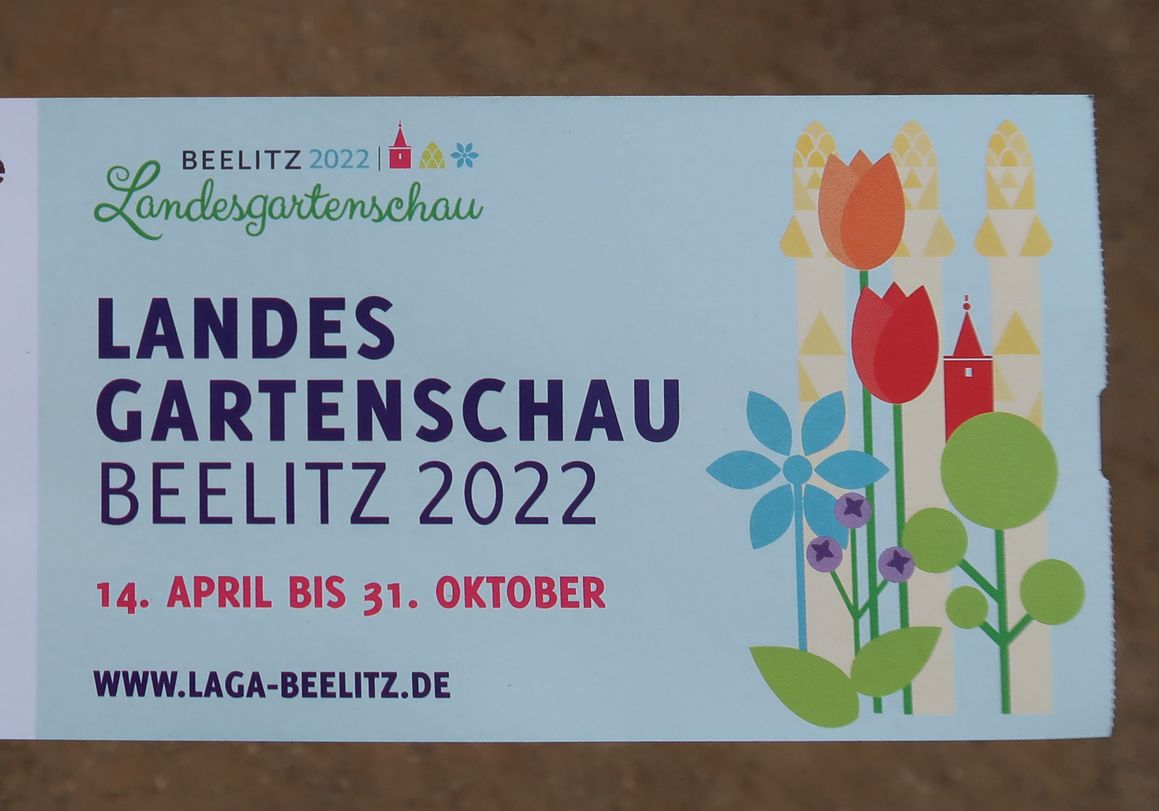 BEELITZ 2022
Landesgartenschau
LANDES
GARTENSCHAU
BEELITZ 2022
14. APRIL BIS 31. OKTOBER
WWW.LAGA-BEELITZ.DE